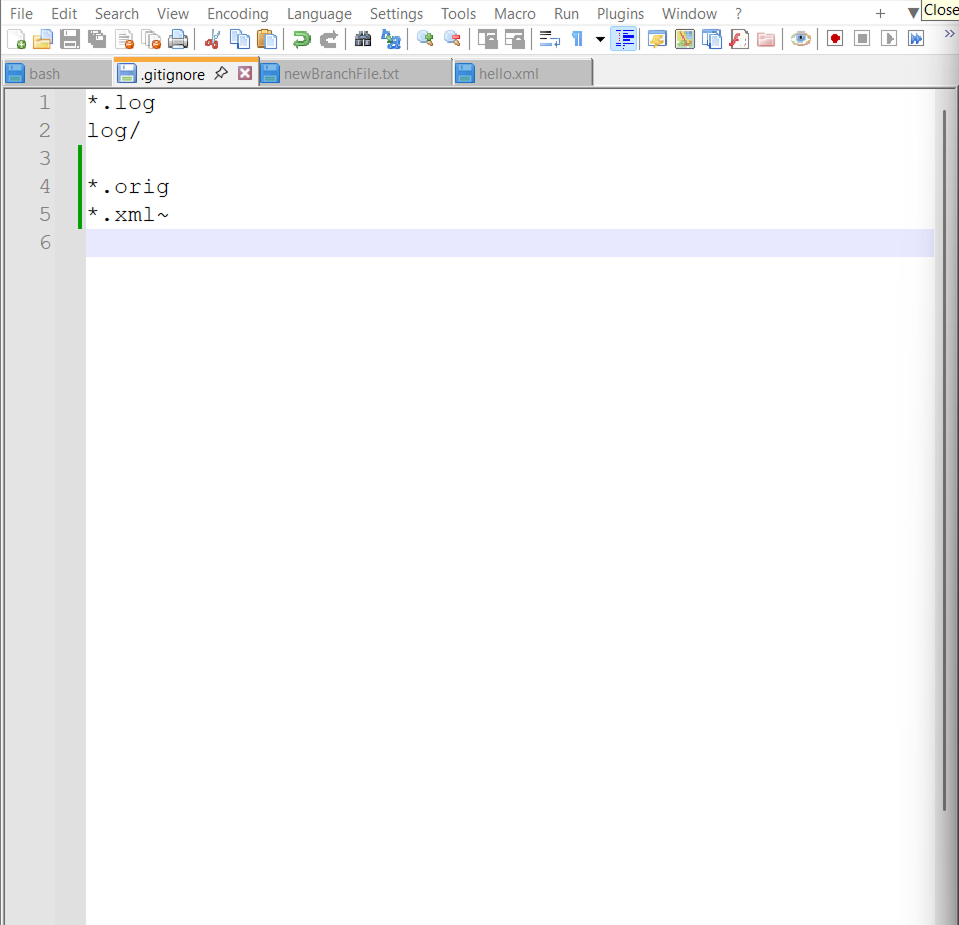 File Edit Search View Encoding Language Settings Tools Macro Run Plugins Window ? + ▼ Close
bash .gitignore newBranchFile.txt hello.xml
1 *.log
2 log/
3
4 *.orig
5 *.xml~
6